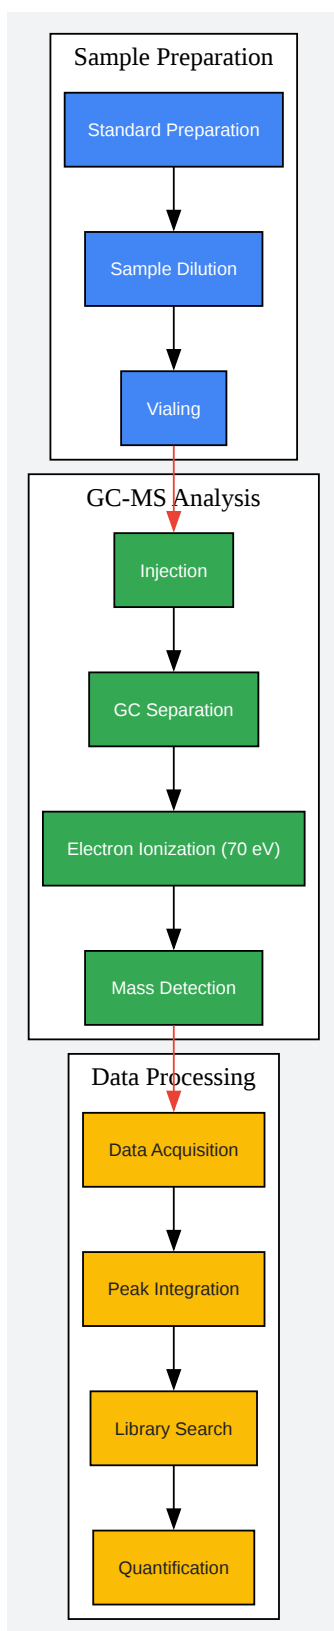 Sample Preparation
Standard Preparation
Sample Dilution
Vialing
GC-MS Analysis
Injection
GC Separation
Electron Ionization (70 eV)
Mass Detection
Data Processing
Data Acquisition
Peak Integration
Library Search
Quantification